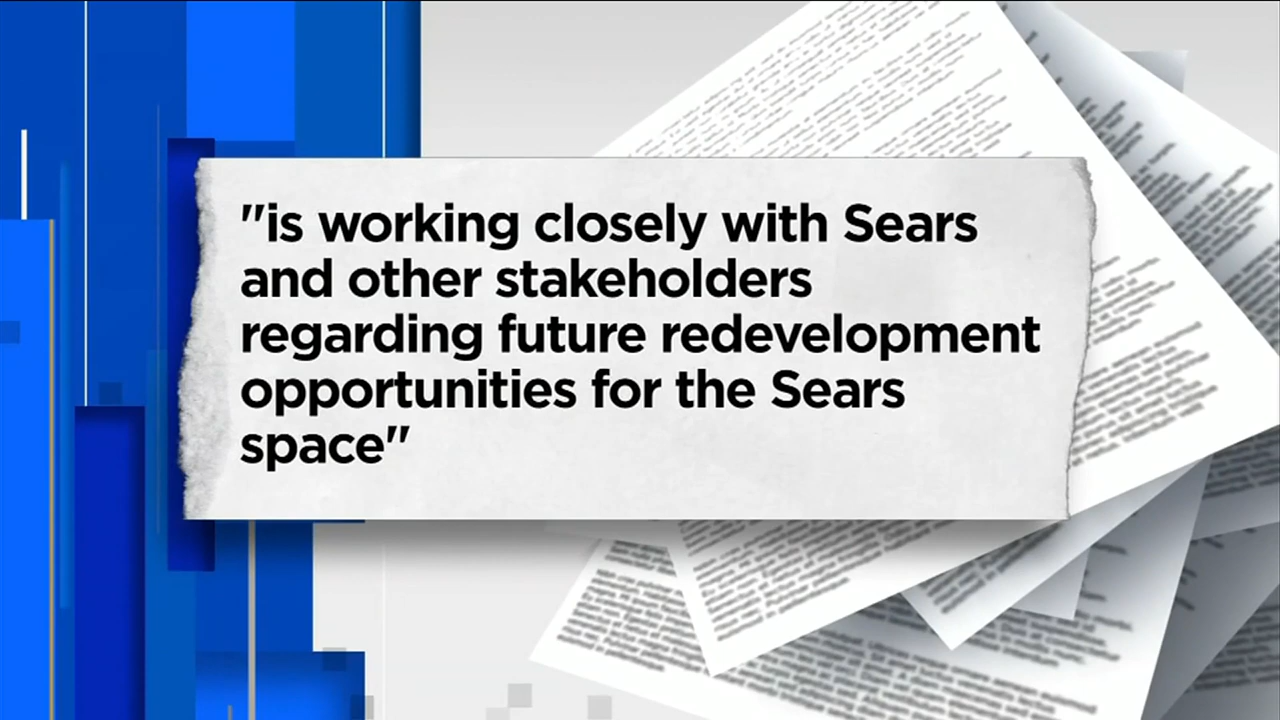 "is working closely with Sears
and other stakeholders
regarding future redevelopment
opportunities for the Sears
space"